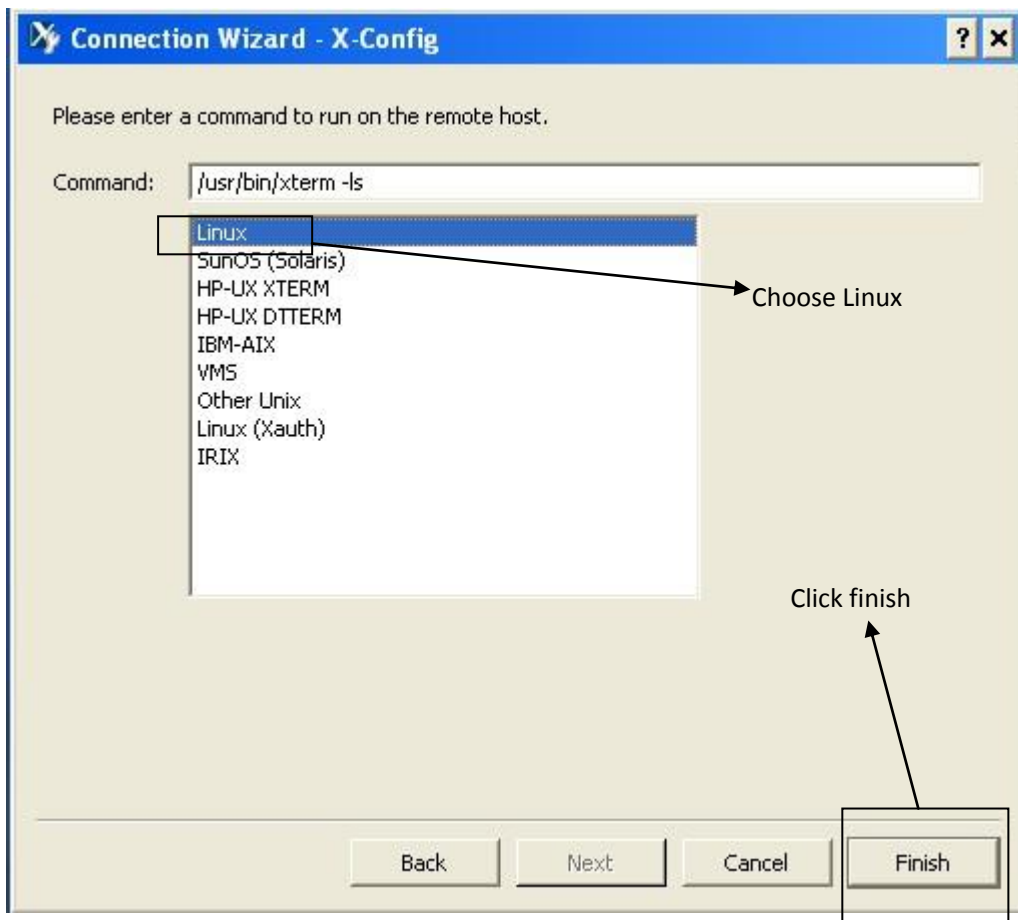 Connection Wizard - X-Config
Please enter a command to run on the remote host.
Command: /usr/bin/xterm -ls
Linux
SunOS (Solaris)
Choose Linux
HP-UX XTERM
HP-UX DTTERM
IBM-AIX
VMS
Other Unix
Linux (Xauth)
IRIX
Click finish
Back Next Cancel Finish